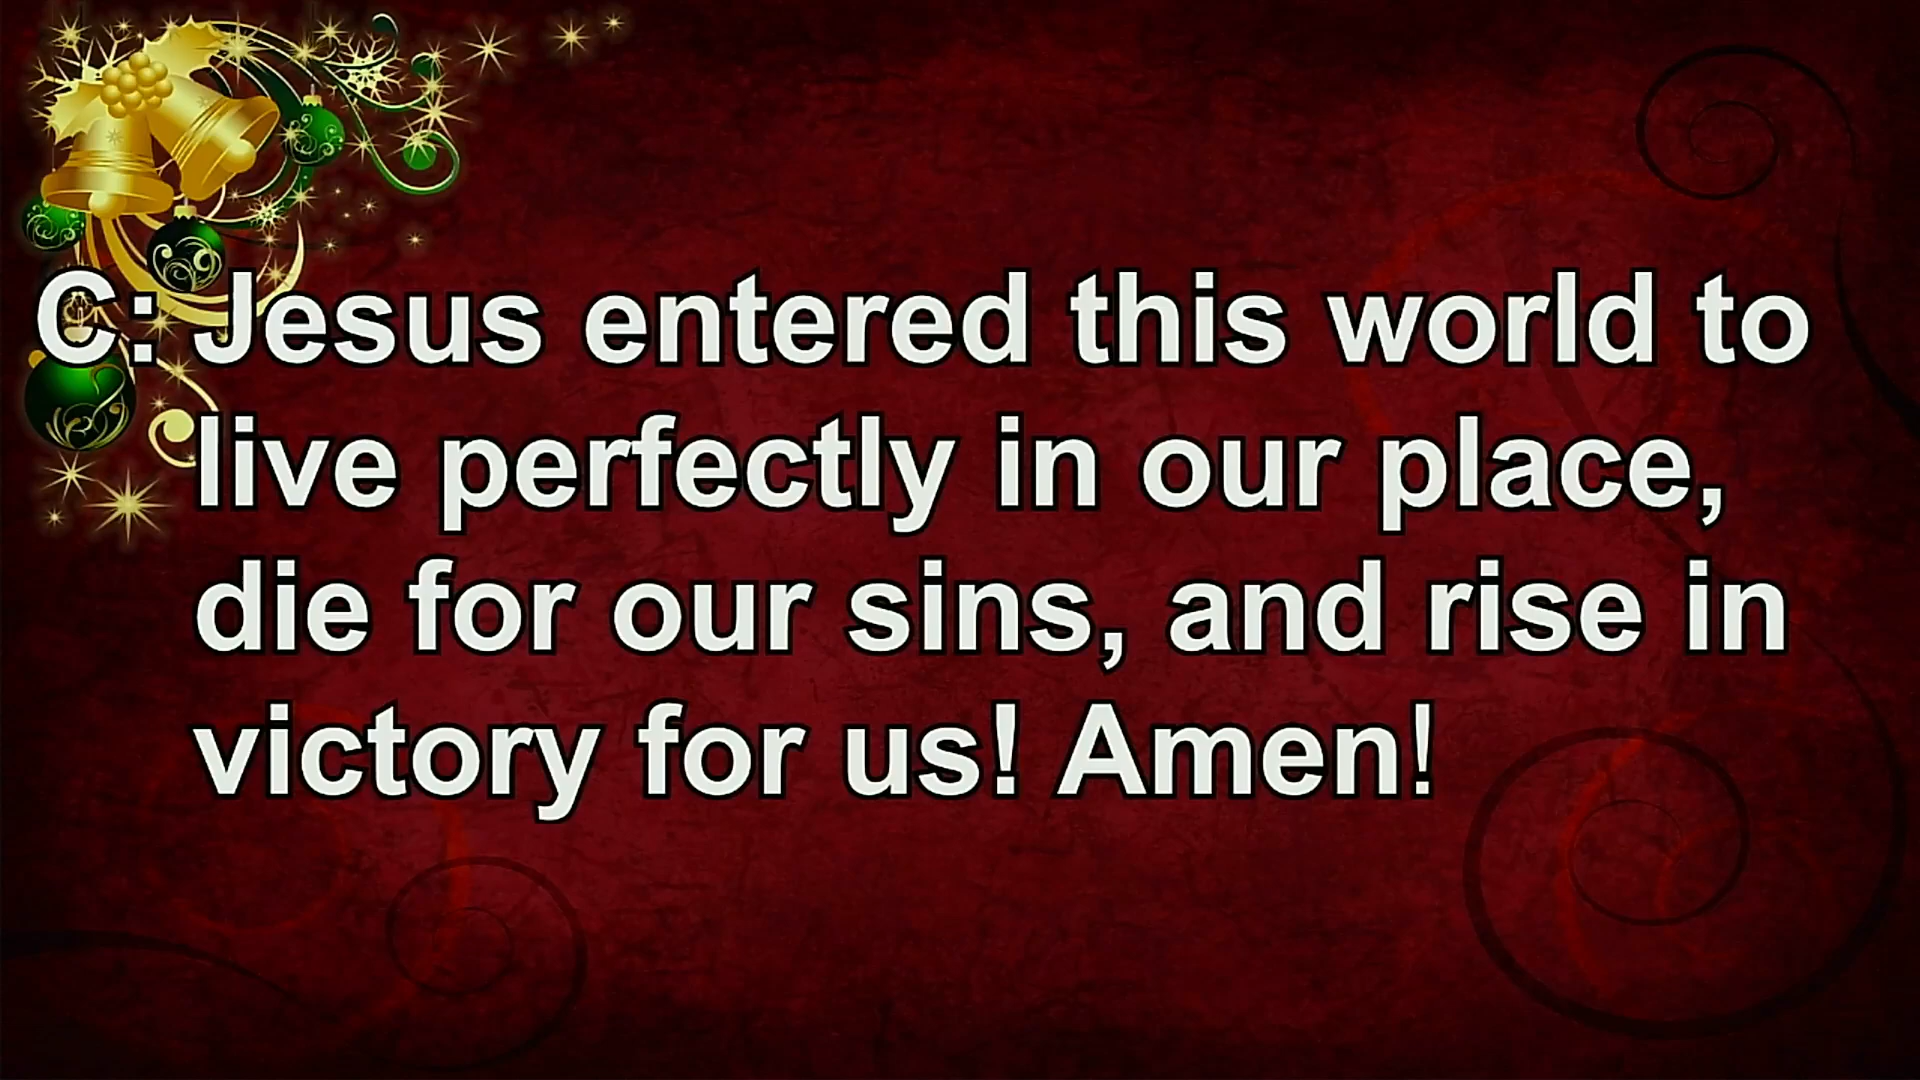 C: Jesus entered this world to
live perfectly in our place,
die for our sins, and rise in
victory for us! Amen!